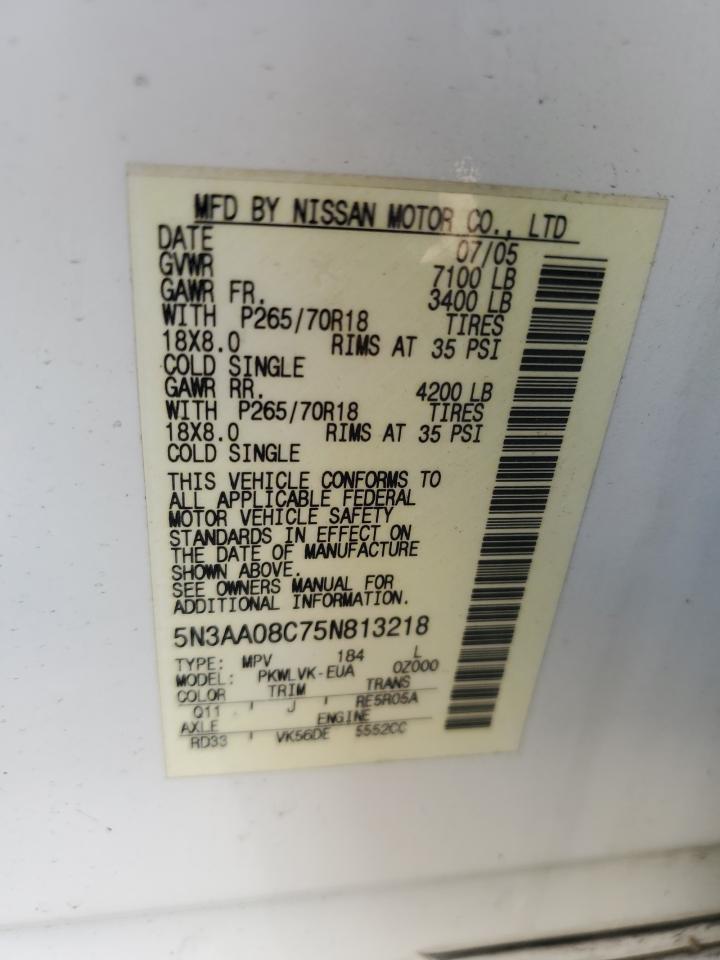 MFD BY NISSAN MOTOR CO., LTD
DATE 07/05
GVWR 7100 LB
GAWR FR. 3400 LB
WITH P265/70R18 TIRES
18X8.0 RIMS AT 35 PSI
COLD SINGLE
GAWR RR. 4200 LB
WITH P265/70R18 TIRES
18X8.0 RIMS AT 35 PSI
COLD SINGLE
THIS VEHICLE CONFORMS TO
ALL APPLICABLE FEDERAL
MOTOR VEHICLE SAFETY
STANDARDS IN EFFECT ON
THE DATE OF MANUFACTURE
SHOWN ABOVE.
SEE OWNERS MANUAL FOR
ADDITIONAL INFORMATION.
5N3AA08C75N813218
TYPE: MPV 184 L
MODEL: PKWLVK-EUA 0Z000
COLOR TRIM TRANS
Q11 ' J ' RE5R05A
AXLE ENGINE
RD33 ' VK56DE 5552CC